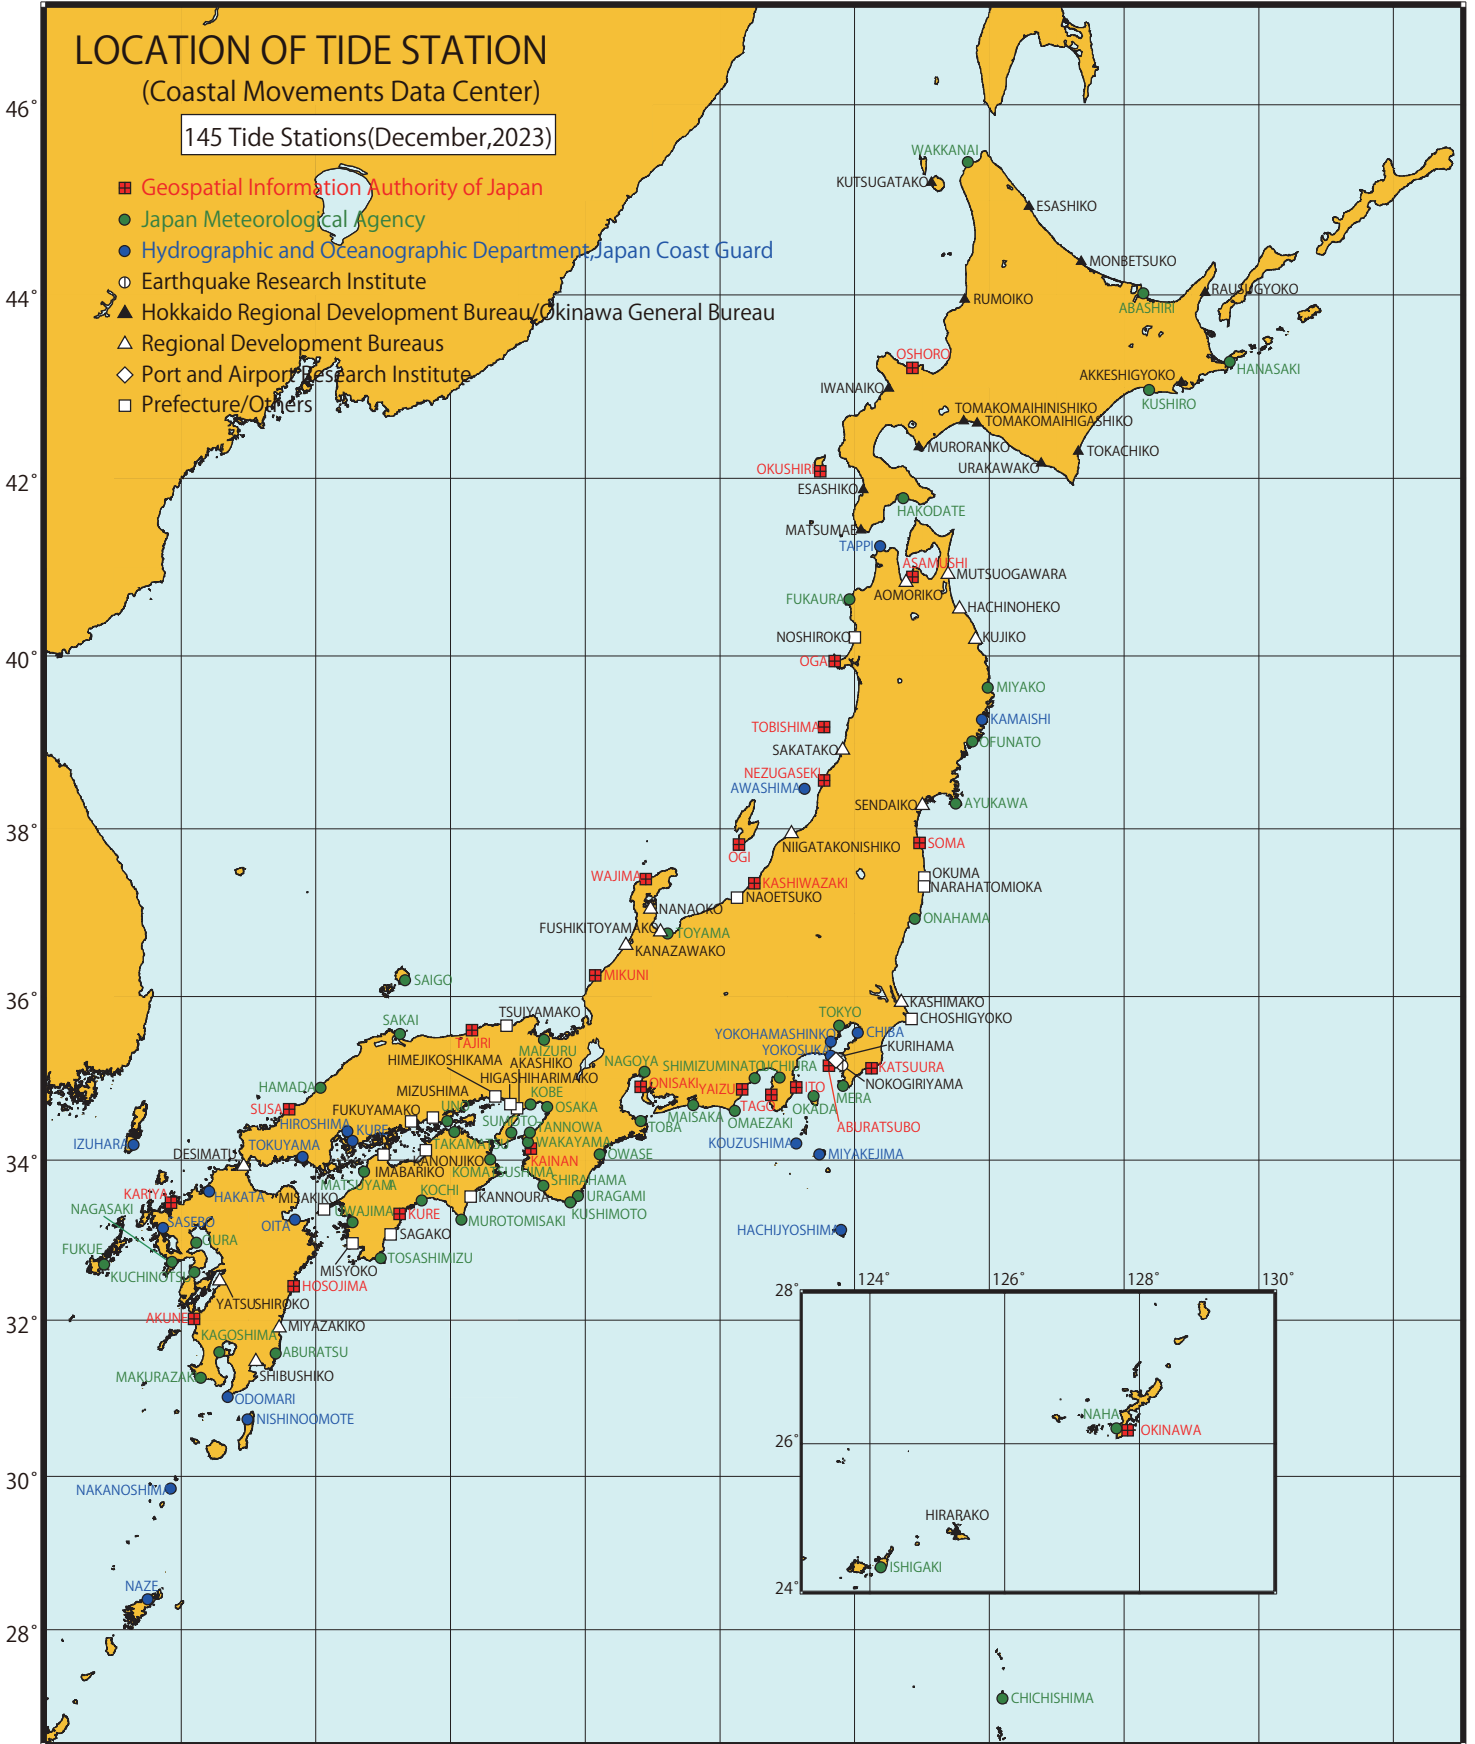 LOCATION OF TIDE STATION
(Coastal Movements Data Center)
145 Tide Stations(December,2023)
Geospatial Information Authority of Japan
Japan Meteorological Agency
Hydrographic and Oceanographic Department,Japan Coast Guard
Earthquake Research Institute
Hokkaido Regional Development Bureau/Okinawa General Bureau
Regional Development Bureaus
Port and Airport Research Institute
Prefecture/Others
46°
44°
42°
40°
38°
36°
34°
32°
30°
28°
WAKKANAI
KUTSUGATAKO
ESASHIKO
MONBETSUKO
RAUSUGYOKO
RUMOIKO
ABASHIRI
OSHORO
HANASAKI
AKKESHIGYOKO
IWANAIKO
KUSHIRO
TOMAKOMAIHINISHIKO
TOMAKOMAIHIGASHIKO
MURORANKO
TOKACHIKO
URAKAWAKO
OKUSHIRI
ESASHIKO
HAKODATE
MATSUMAE
TAPPI
ASAMUSHI
MUTSUOGAWARA
AOMORIKO
FUKAURA
HACHINOHEKO
NOSHIROKO
KUJIKO
OGA
MIYAKO
KAMAISHI
TOBISHIMA
OFUNATO
SAKATAKO
NEZUGASEKI
AWASHIMA
SENDAIKO
AYUKAWA
SOMA
NIIGATAKONISHIKO
OGI
OKUMA
WAJIMA
KASHIWAZAKI
NARAHATOMIOKA
NAOETSUKO
NANAOKO
ONAHAMA
FUSHIKITOYAMAKO
TOYAMA
KANAZAWAKO
MIKUNI
SAIGO
KASHIMAKO
TSUIYAMAKO
TOKYO
CHOSHIGYOKO
SAKAI
YOKOHAMASHINKO
CHIBA
TAJIRI
MAIZURU
YOKOSUKA
KURIHAMA
HIMEJIKOSHIKAMA
AKASHIKO
NAGOYA
SHIMIZUMINATO
UCHIURA
KATSUURA
HIGASHIHARIMAKO
HAMADA
MIZUSHIMA
KOBE
ONISAKI
YAIZU
ITO
NOKOGIRIYAMA
SUSA
FUKUYAMAKO
UNO
OSAKA
TAGO
OKADA
MERA
HIROSHIMA
KURE
SUMOTO
TANNOWA
TOBA
MAISAKA
OMAEZAKI
ABURATSUBO
IZUHARA
TOKUYAMA
TAKAMATSU
WAKAYAMA
KOUZUSHIMA
DESIMATU
KANONJIKO
KAINAN
OWASE
MIYAKEJIMA
IMABARIKO
KOMATSUSHIMA
MATSUYAMA
SHIRAHAMA
KARIYA
HAKATA
MISAKIKO
KOCHI
KANNOURA
URAGAMI
NAGASAKI
UWAJIMA
KURE
KUSHIMOTO
SASEBO
OITA
MUROTOMISAKI
HACHIJYOSHIMA
OURA
SAGAKO
FUKUE
TOSASHIMIZU
KUCHINOTSU
MISYOKO
HOSOJIMA
YATSUSHIROKO
AKUNE
MIYAZAKIKO
KAGOSHIMA
ABURATSU
MAKURAZAKI
SHIBUSHIKO
ODOMARI
NISHINOOMOTE
NAKANOSHIMA
NAZE
124°
126°
128°
130°
28°
26°
24°
NAHA
OKINAWA
HIRARAKO
ISHIGAKI
CHICHISHIMA